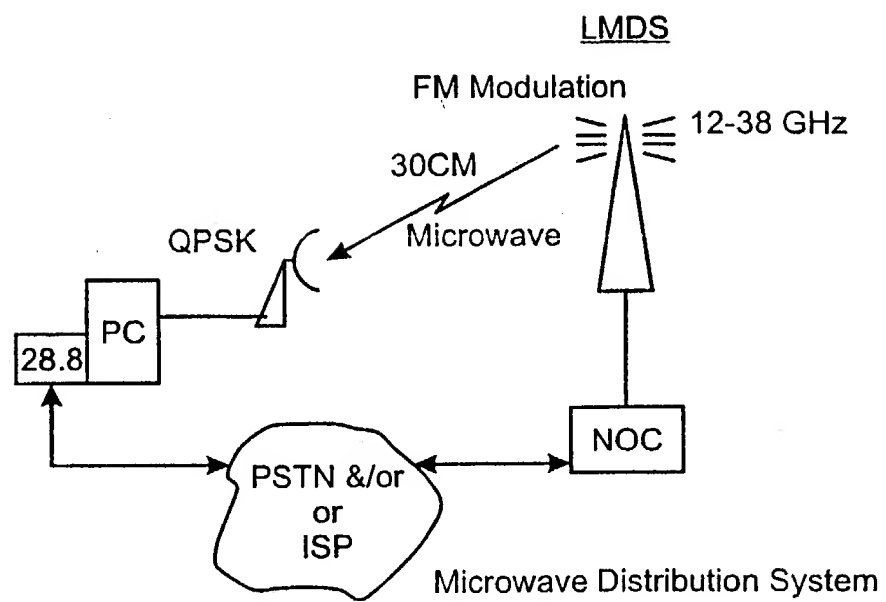 LMDS
FM Modulation
12-38 GHz
30CM
Microwave
QPSK
PC
28.8
NOC
PSTN &/or
or
ISP
Microwave Distribution System